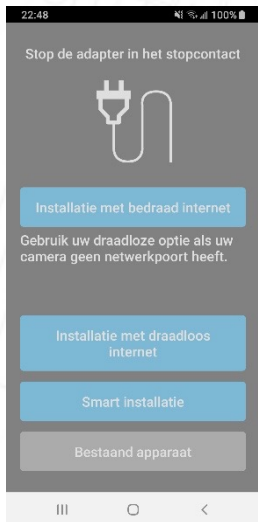 22:48 100%
Stop de adapter in het stopcontact
Installatie met bedraad internet
Gebruik uw draadloze optie als uw
camera geen netwerkpoort heeft.
Installatie met draadloos
internet
Smart installatie
Bestaand apparaat